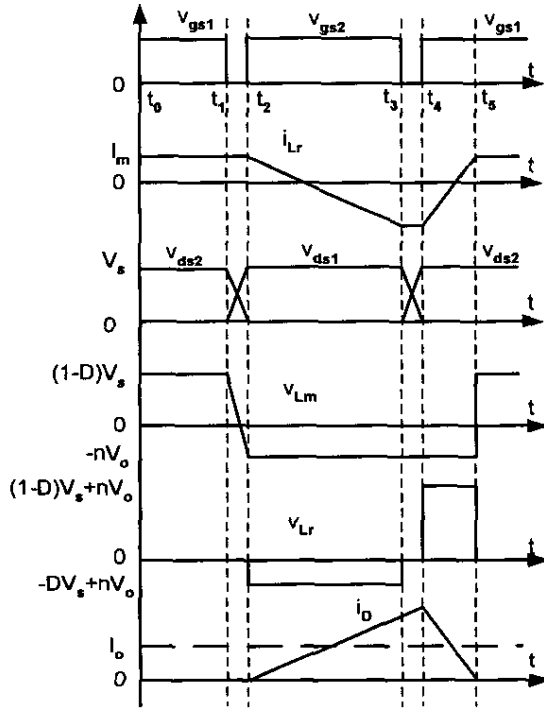 Vgs1 Vgs2 Vgs1
0 t
t0 t1 t2 t3 t4 t5
Im iLr t
0
Vs Vds2 Vds1 Vds2
0 t
(1-D)Vs vLm
0 t
-nVo
(1-D)Vs+nVo
vLr t
0
-DVs+nVo
iD
Io t
0